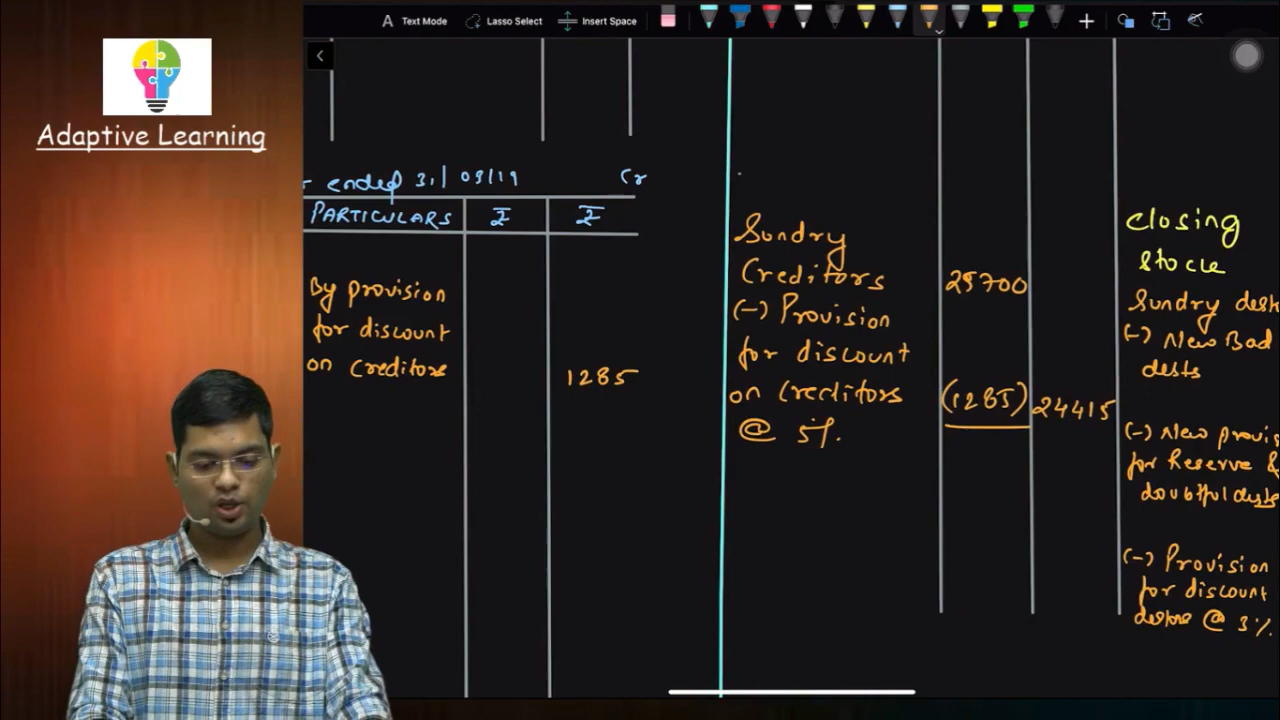 Text Mode
Lasso Select
Insert Space
Adaptive Learning
ended 31/03/19
Cr
PARTICULARS
By provision
for discount
on creditors
1285
Sundry
Creditors
25700
(-) Provision
for discount
on creditors
(1285) 24415
@ 5%.
Closing
Stock
Sundry debt
(-) New Bad
debts
(-) New provis
for Reserve &
doubtful debts
(-) Provision
for discount
debtors @ 3%.